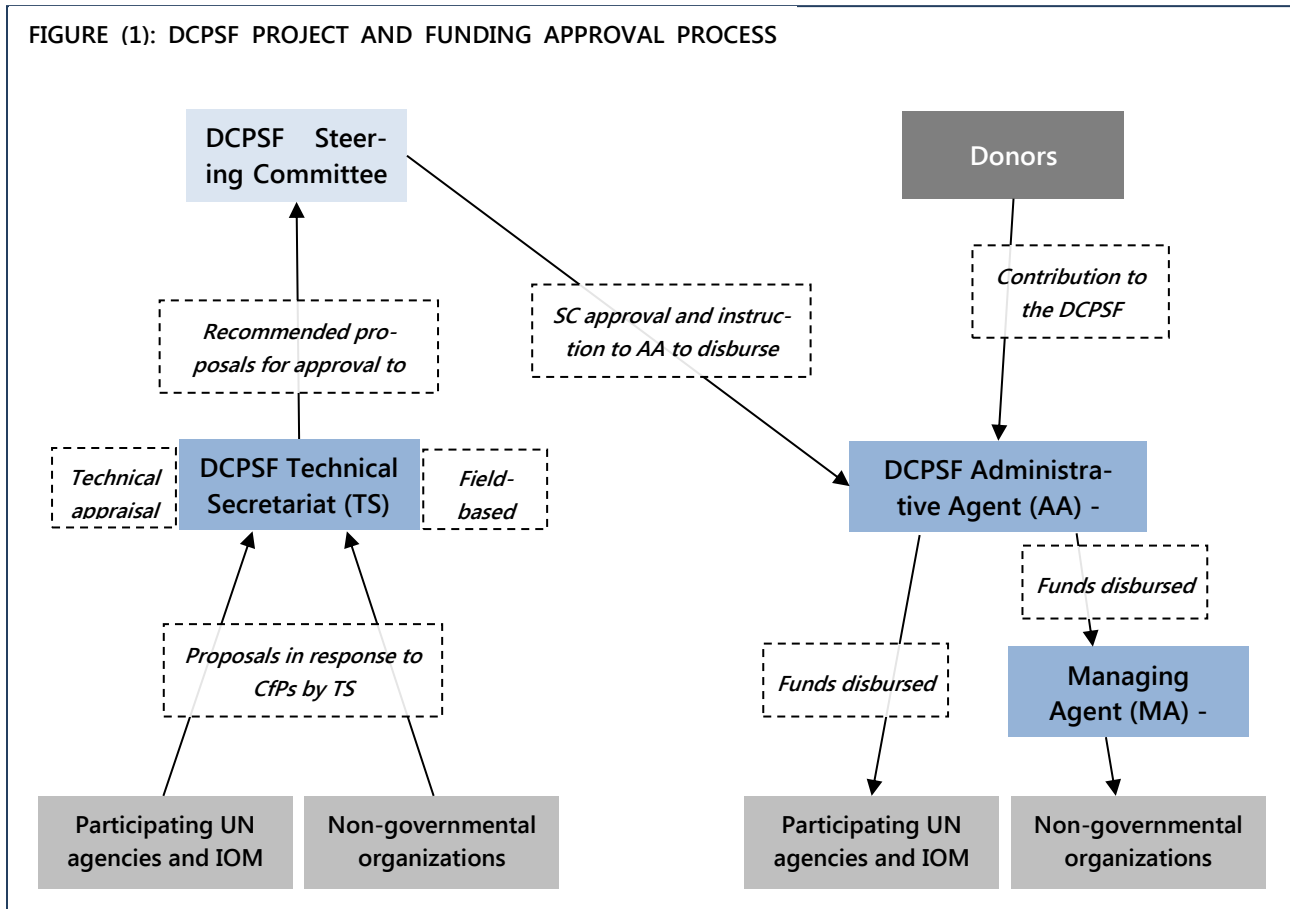 FIGURE (1): DCPSF PROJECT AND FUNDING APPROVAL PROCESS
DCPSF Steer-
ing Committee
Donors
Contribution to
the DCPSF
SC approval and instruc-
tion to AA to disburse
Recommended pro-
posals for approval to
Technical
appraisal
DCPSF Technical
Secretariat (TS)
Field-
based
DCPSF Administra-
tive Agent (AA) -
Funds disbursed
Proposals in response to
CfPs by TS
Funds disbursed
Managing
Agent (MA) -
Participating UN
agencies and IOM
Non-governmental
organizations
Participating UN
agencies and IOM
Non-governmental
organizations